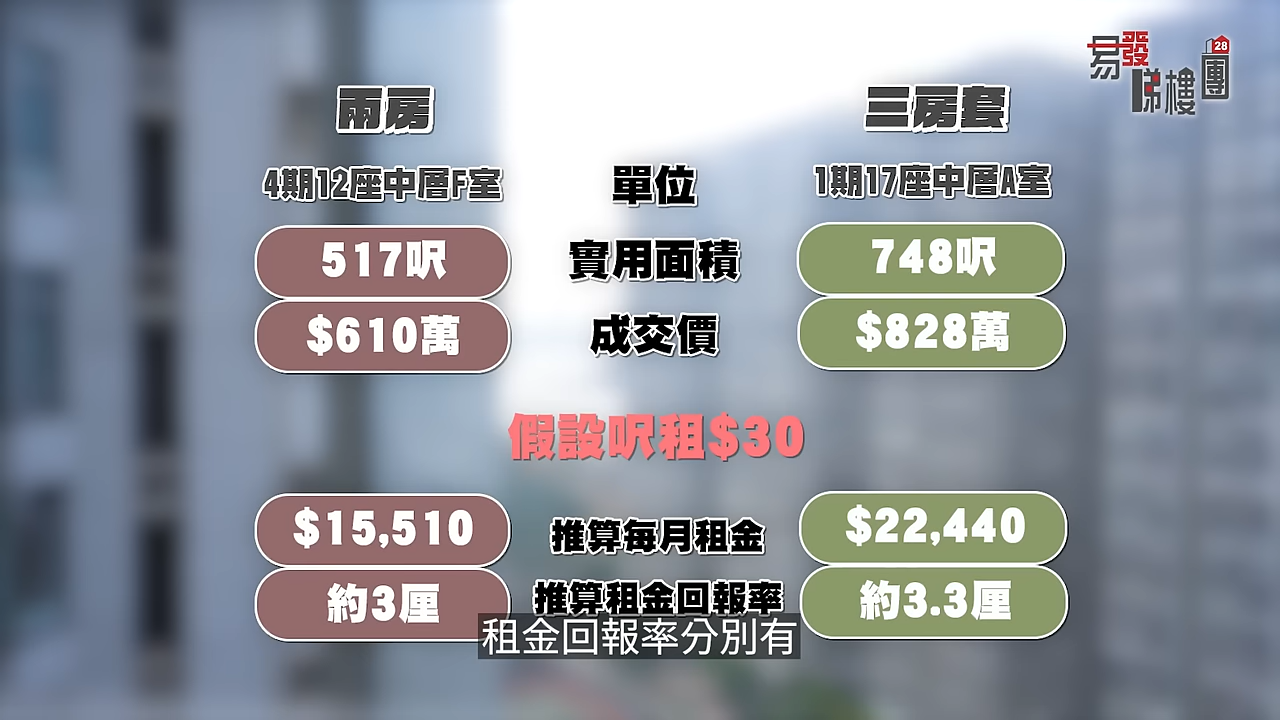 易發
睇樓團
28
兩房
三房套
4期12座中層F室
單位
1期17座中層A室
517呎
實用面積
748呎
$610萬
成交價
$828萬
假設呎租$30
$15,510
推算每月租金
$22,440
約3厘
推算租金回報率
約3.3厘
租金回報率分別有